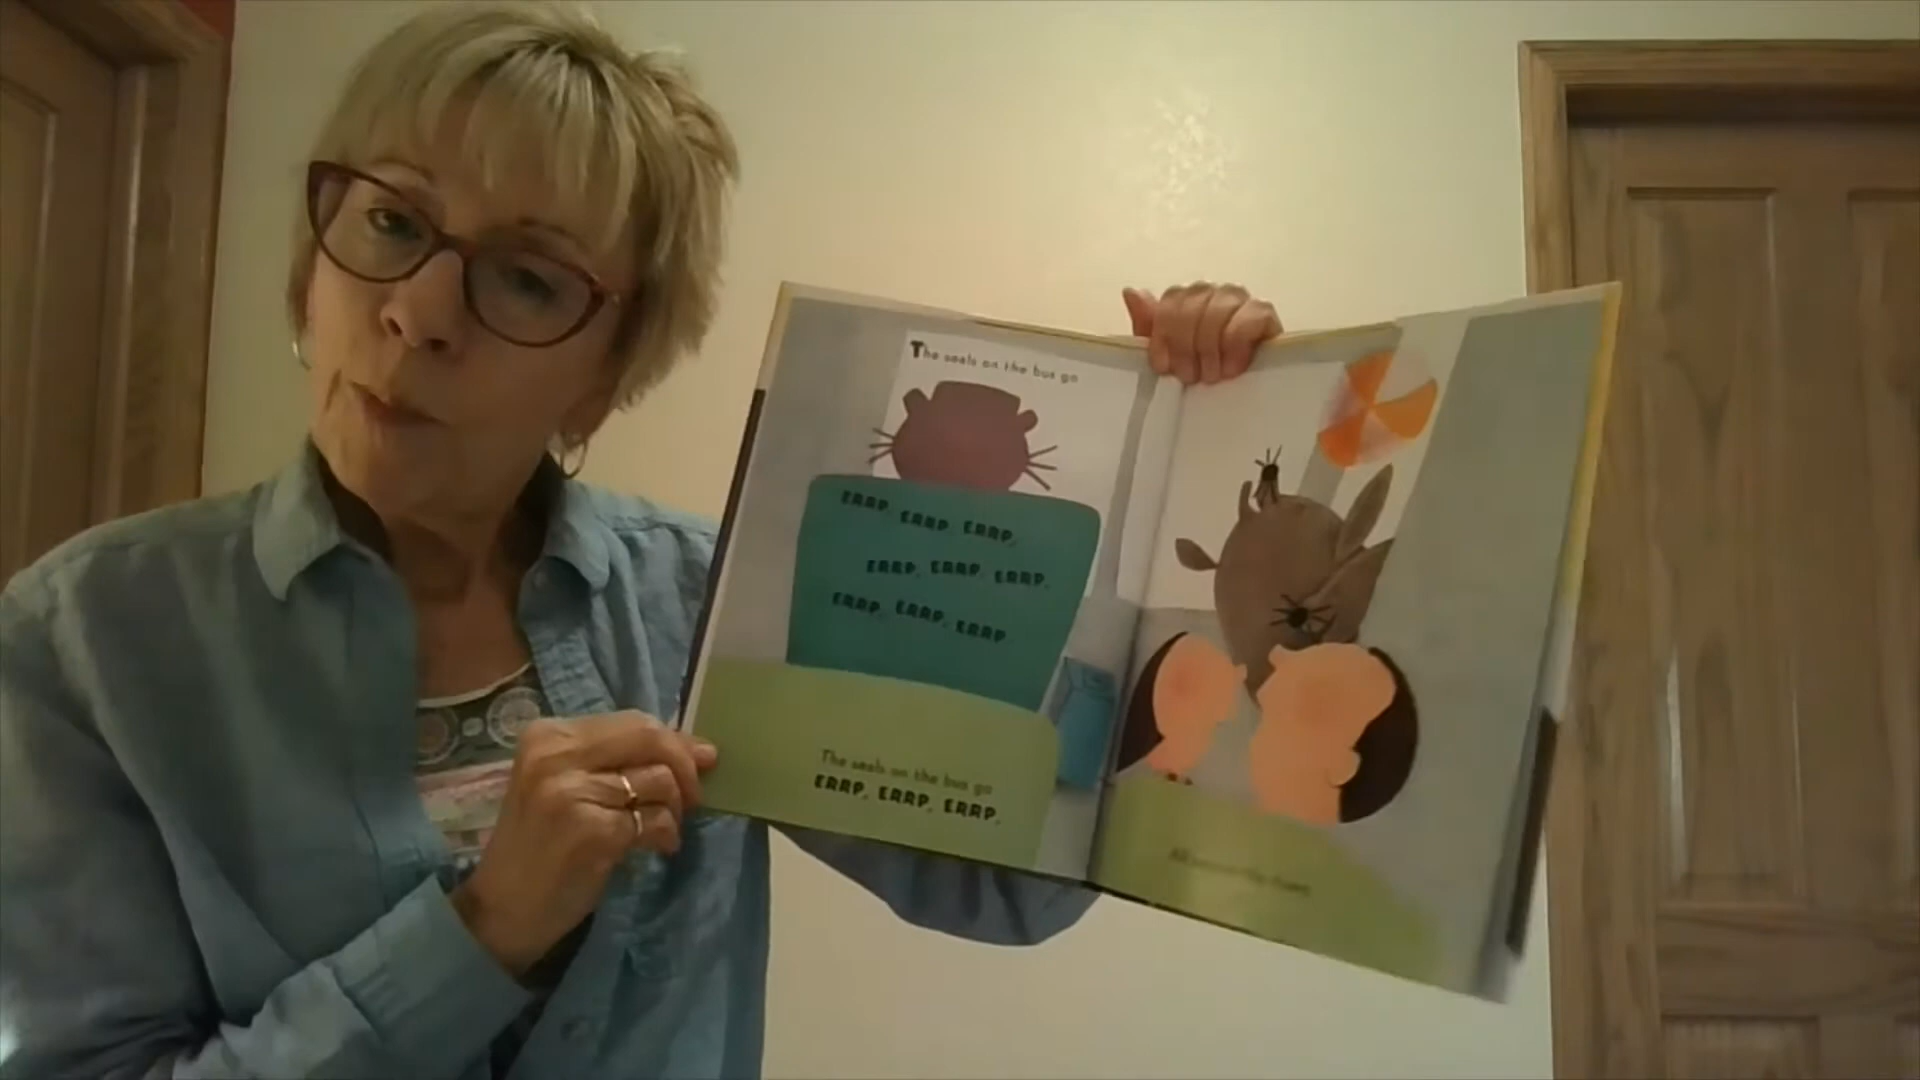 The seals on the bus go
ERRP, ERRP, ERRP,
ERRP, ERRP, ERRP,
ERRP, ERRP, ERRP.
The seals on the bus go
ERRP, ERRP, ERRP,